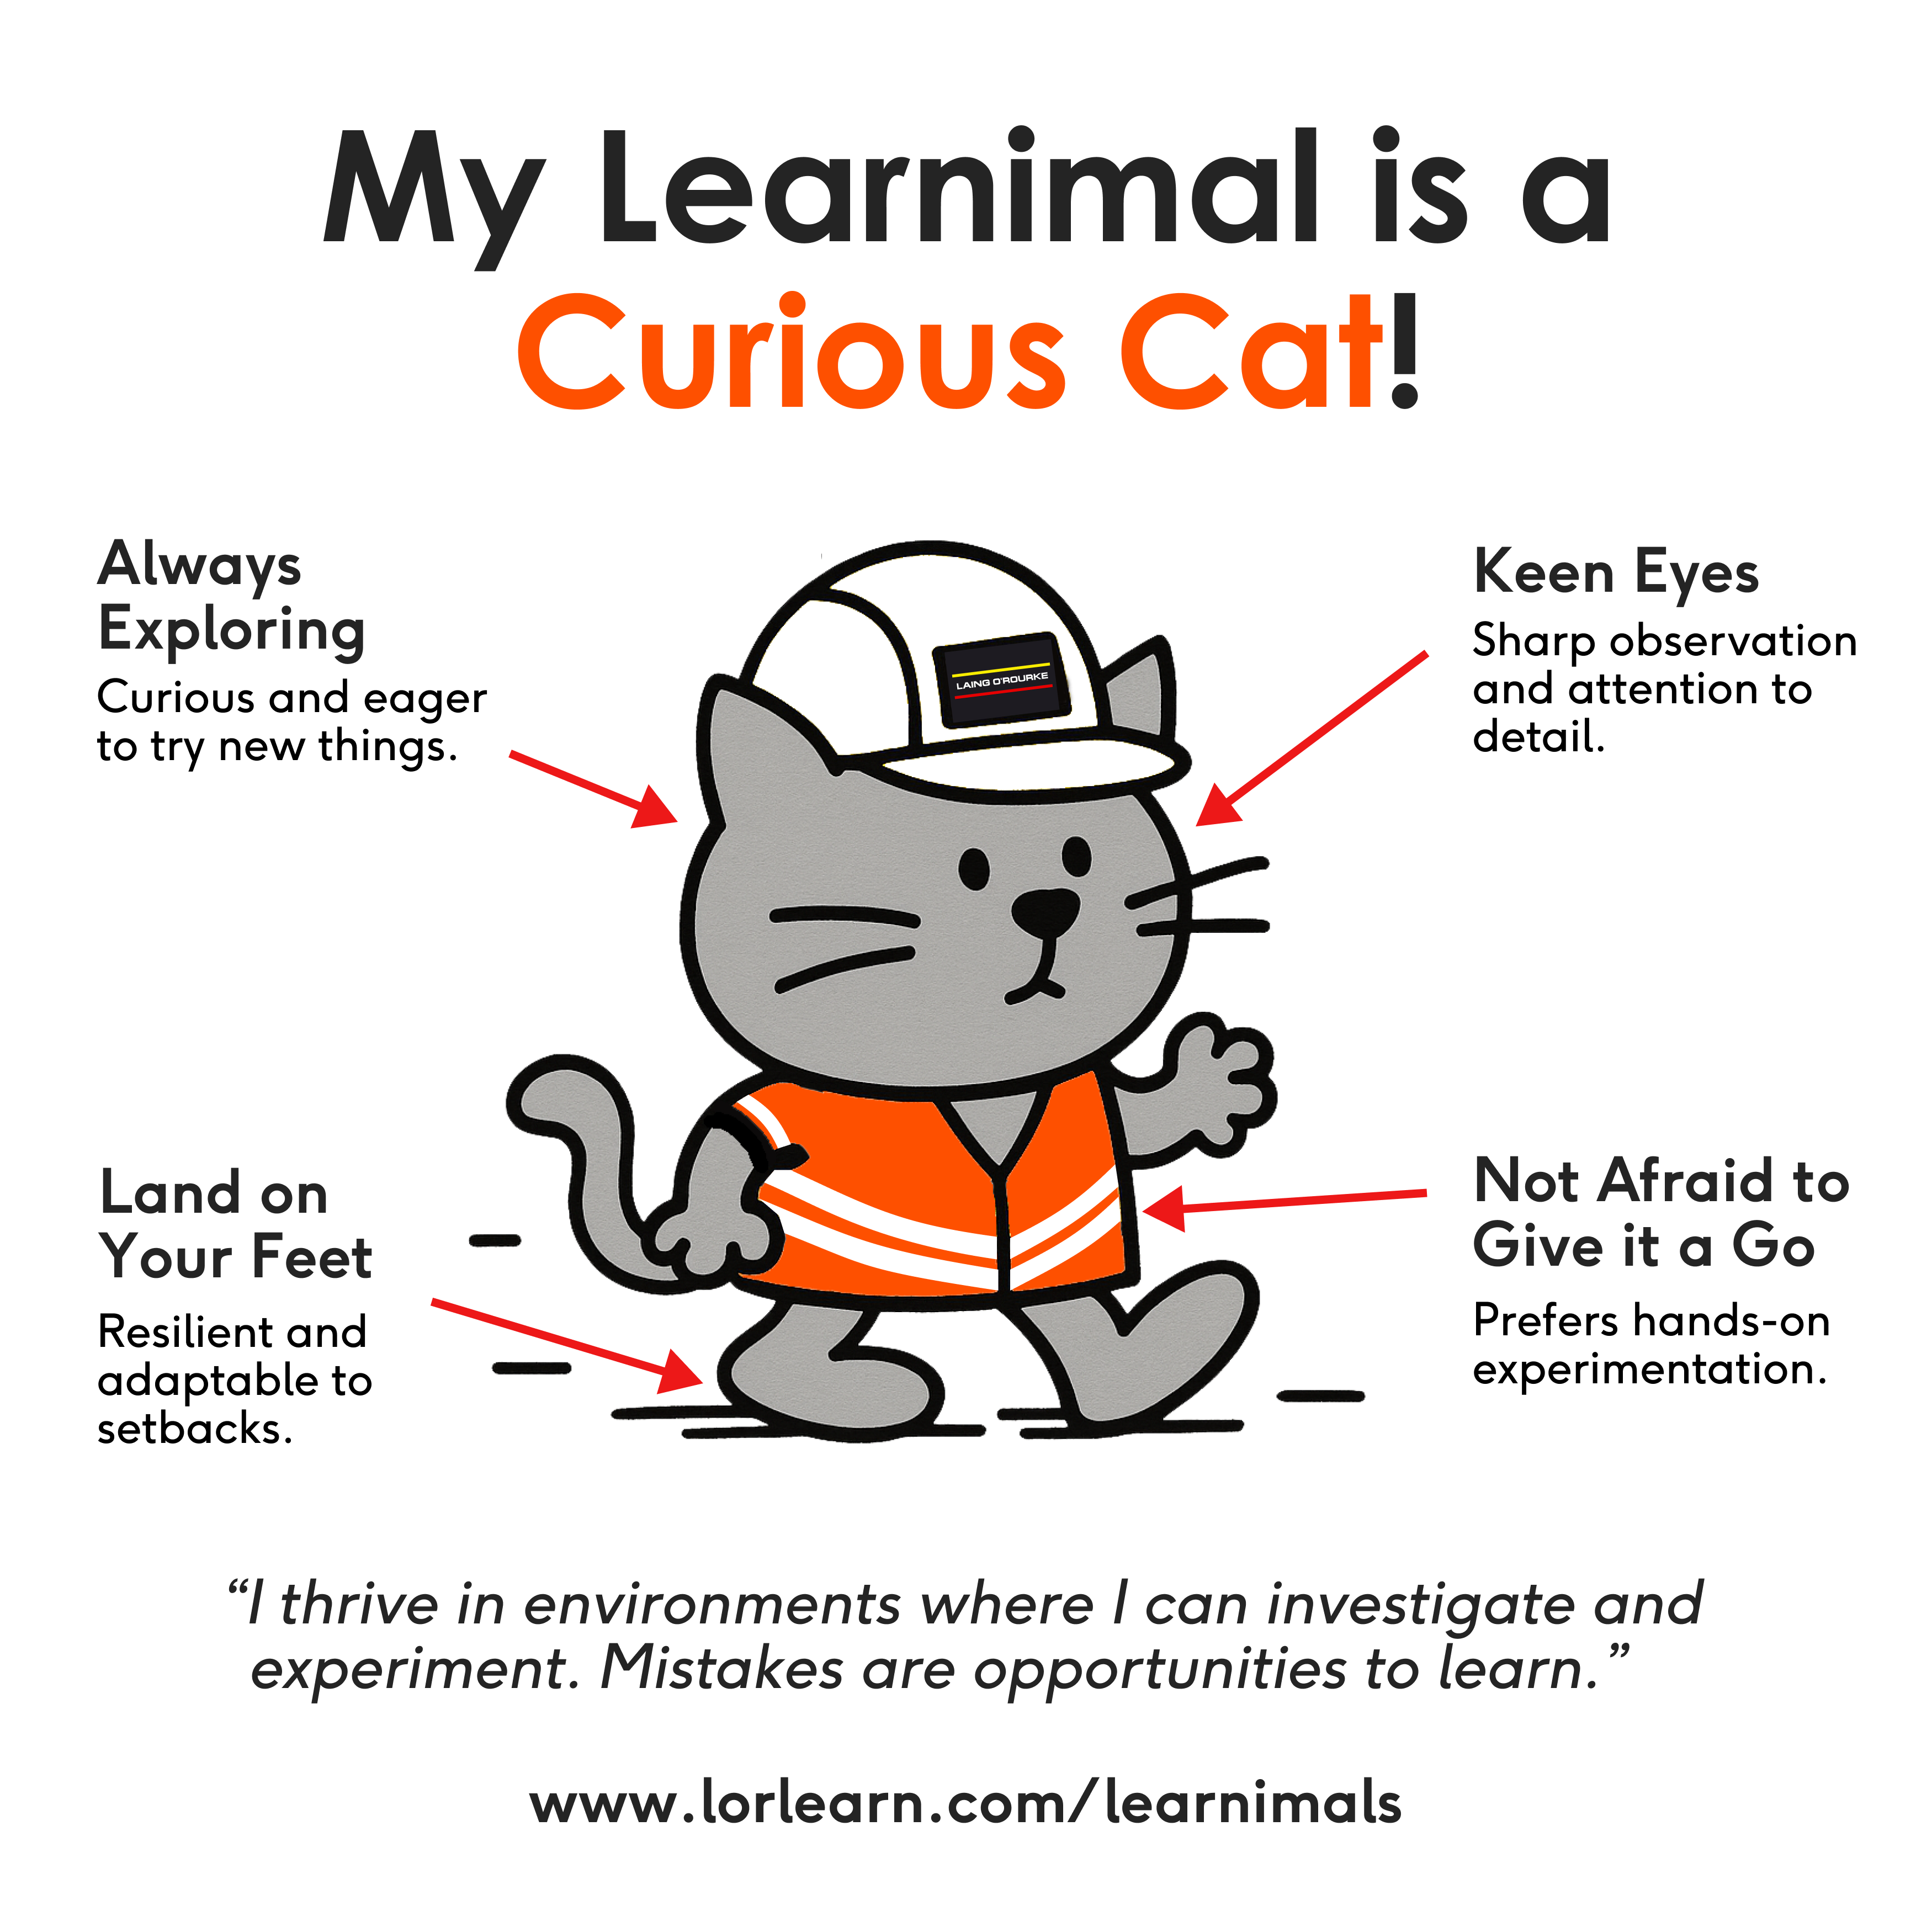 My Learnimal is a
Curious Cat!
Always
Exploring
Curious and eager
to try new things.
Keen Eyes
Sharp observation
and attention to
detail.
LAING O'ROURKE
Land on
Your Feet
Resilient and
adaptable to
setbacks.
Not Afraid to
Give it a Go
Prefers hands-on
experimentation.
“I thrive in environments where I can investigate and
experiment. Mistakes are opportunities to learn.”
www.lorlearn.com/learnimals